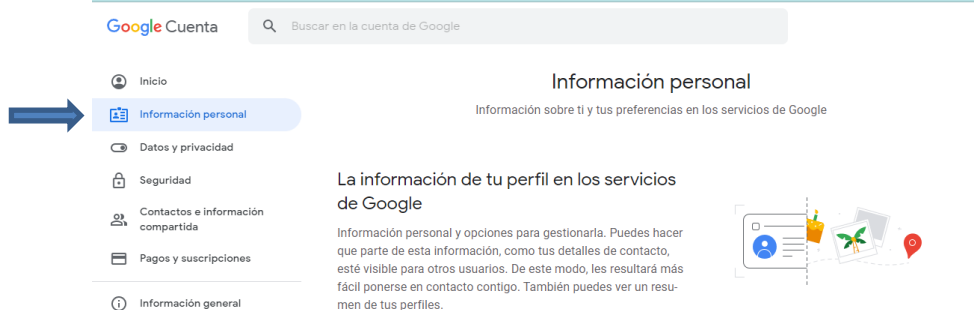 Google Cuenta
Buscar en la cuenta de Google
Inicio
Información personal
Datos y privacidad
Seguridad
Contactos e información
compartida
Pagos y suscripciones
Información general
Información personal
Información sobre ti y tus preferencias en los servicios de Google
La información de tu perfil en los servicios
de Google
Información personal y opciones para gestionarla. Puedes hacer
que parte de esta información, como tus detalles de contacto,
esté visible para otros usuarios. De este modo, les resultará más
fácil ponerse en contacto contigo. También puedes ver un resu-
men de tus perfiles.